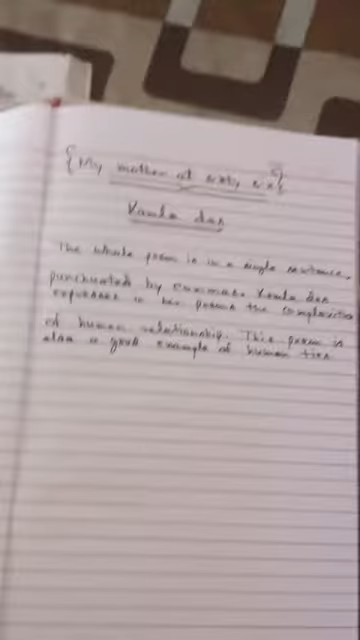 {My mother at sixty six}
Kamla das
The whole poem is in a single sentence,
punctuated by commas. Kamla das
expresses in her poems the complexities
of human relationship. This poem is
also a good example of human ties